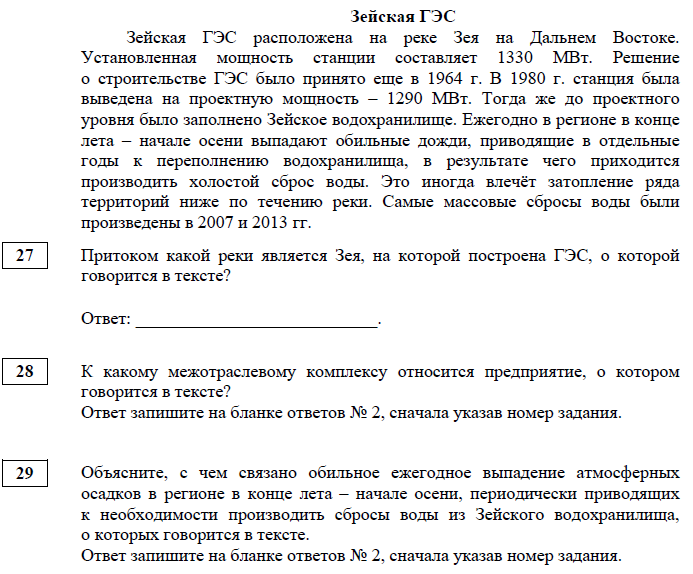 Зейская ГЭС
Зейская ГЭС расположена на реке Зея на Дальнем Востоке.
Установленная мощность станции составляет 1330 МВт. Решение
о строительстве ГЭС было принято еще в 1964 г. В 1980 г. станция была
выведена на проектную мощность – 1290 МВт. Тогда же до проектного
уровня было заполнено Зейское водохранилище. Ежегодно в регионе в конце
лета – начале осени выпадают обильные дожди, приводящие в отдельные
годы к переполнению водохранилища, в результате чего приходится
производить холостой сброс воды. Это иногда влечёт затопление ряда
территорий ниже по течению реки. Самые массовые сбросы воды были
произведены в 2007 и 2013 гг.
27 Притоком какой реки является Зея, на которой построена ГЭС, о которой
говорится в тексте?
Ответ: ___________________________.
28 К какому межотраслевому комплексу относится предприятие, о котором
говорится в тексте?
Ответ запишите на бланке ответов № 2, сначала указав номер задания.
29 Объясните, с чем связано обильное ежегодное выпадение атмосферных
осадков в регионе в конце лета – начале осени, периодически приводящих
к необходимости производить сбросы воды из Зейского водохранилища,
о которых говорится в тексте.
Ответ запишите на бланке ответов № 2, сначала указав номер задания.